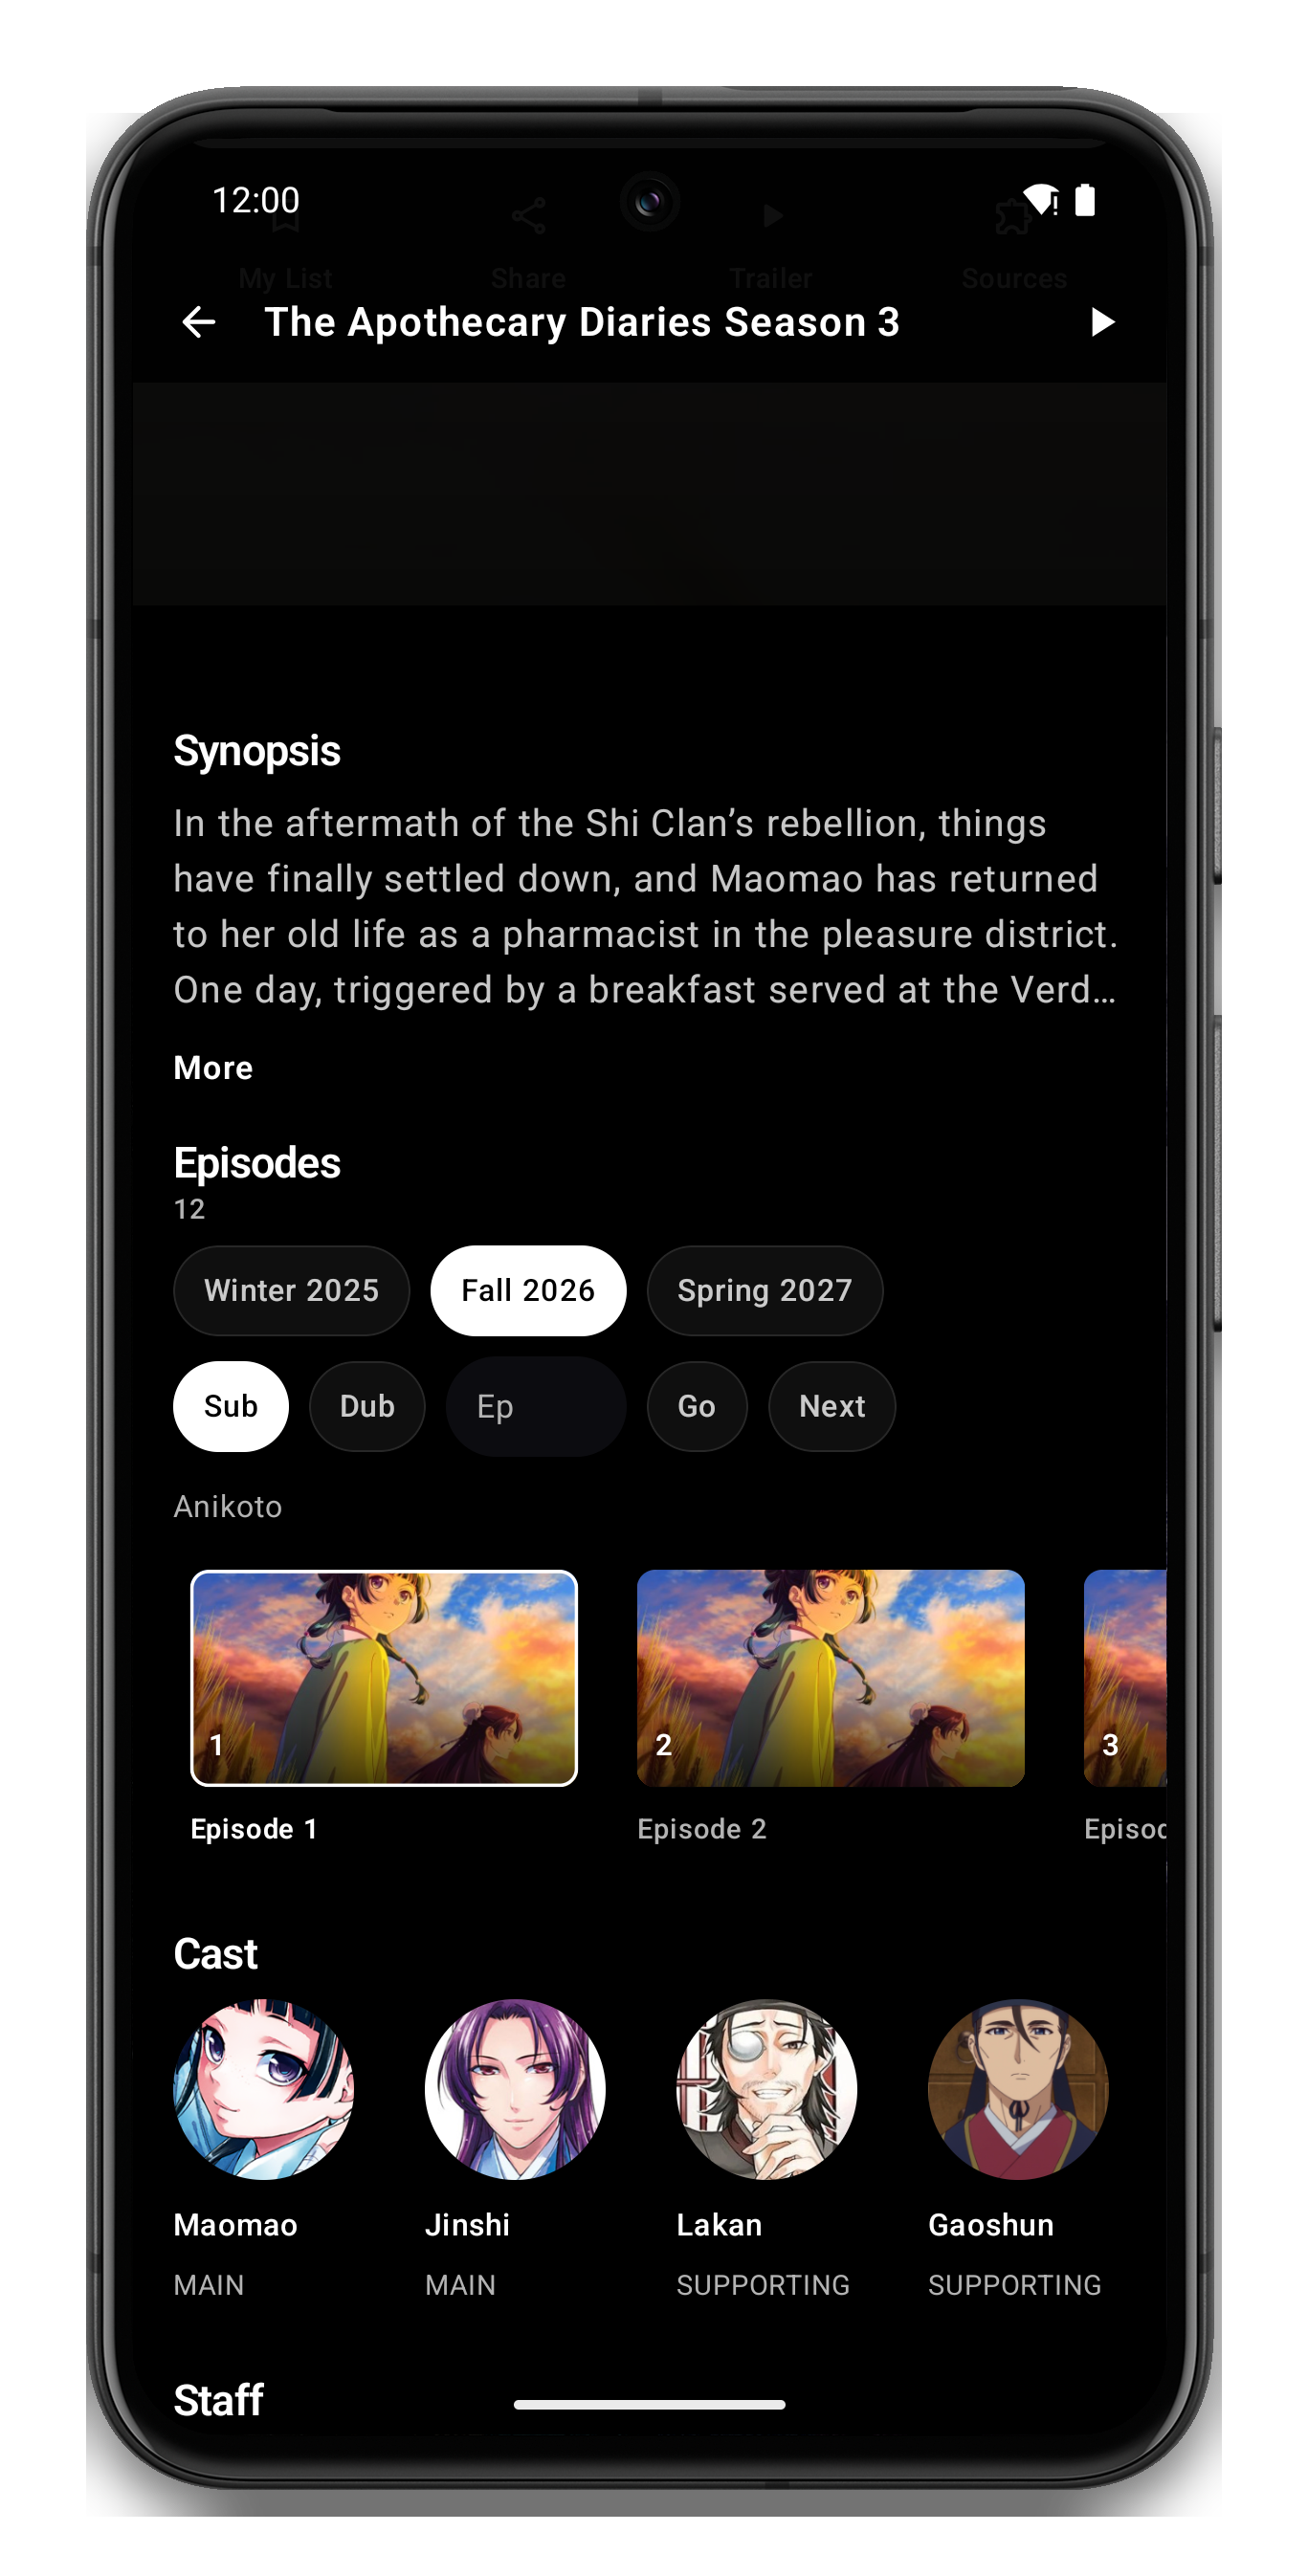 12:00
My List
Share
Trailer
Sources
The Apothecary Diaries Season 3
Synopsis
In the aftermath of the Shi Clan’s rebellion, things
have finally settled down, and Maomao has returned
to her old life as a pharmacist in the pleasure district.
One day, triggered by a breakfast served at the Verd…
More
Episodes
12
Winter 2025
Fall 2026
Spring 2027
Sub
Dub
Ep
Go
Next
Anikoto
1
2
3
Episode 1
Episode 2
Episod
Cast
Maomao
Jinshi
Lakan
Gaoshun
MAIN
MAIN
SUPPORTING
SUPPORTING
Staff